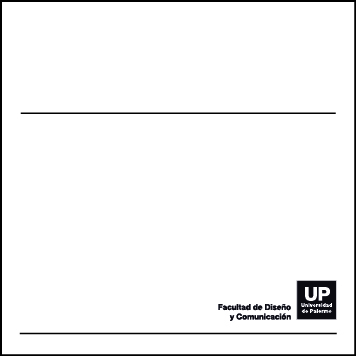 Facultad de Diseño
y Comunicación
UP
Universidad
de Palermo